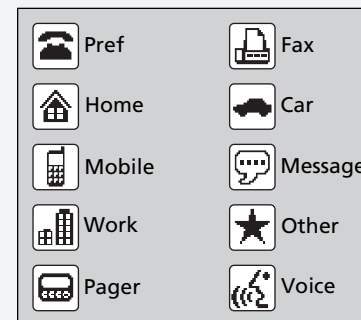 Pref
Fax
Home
Car
Mobile
Message
Work
Other
Pager
Voice